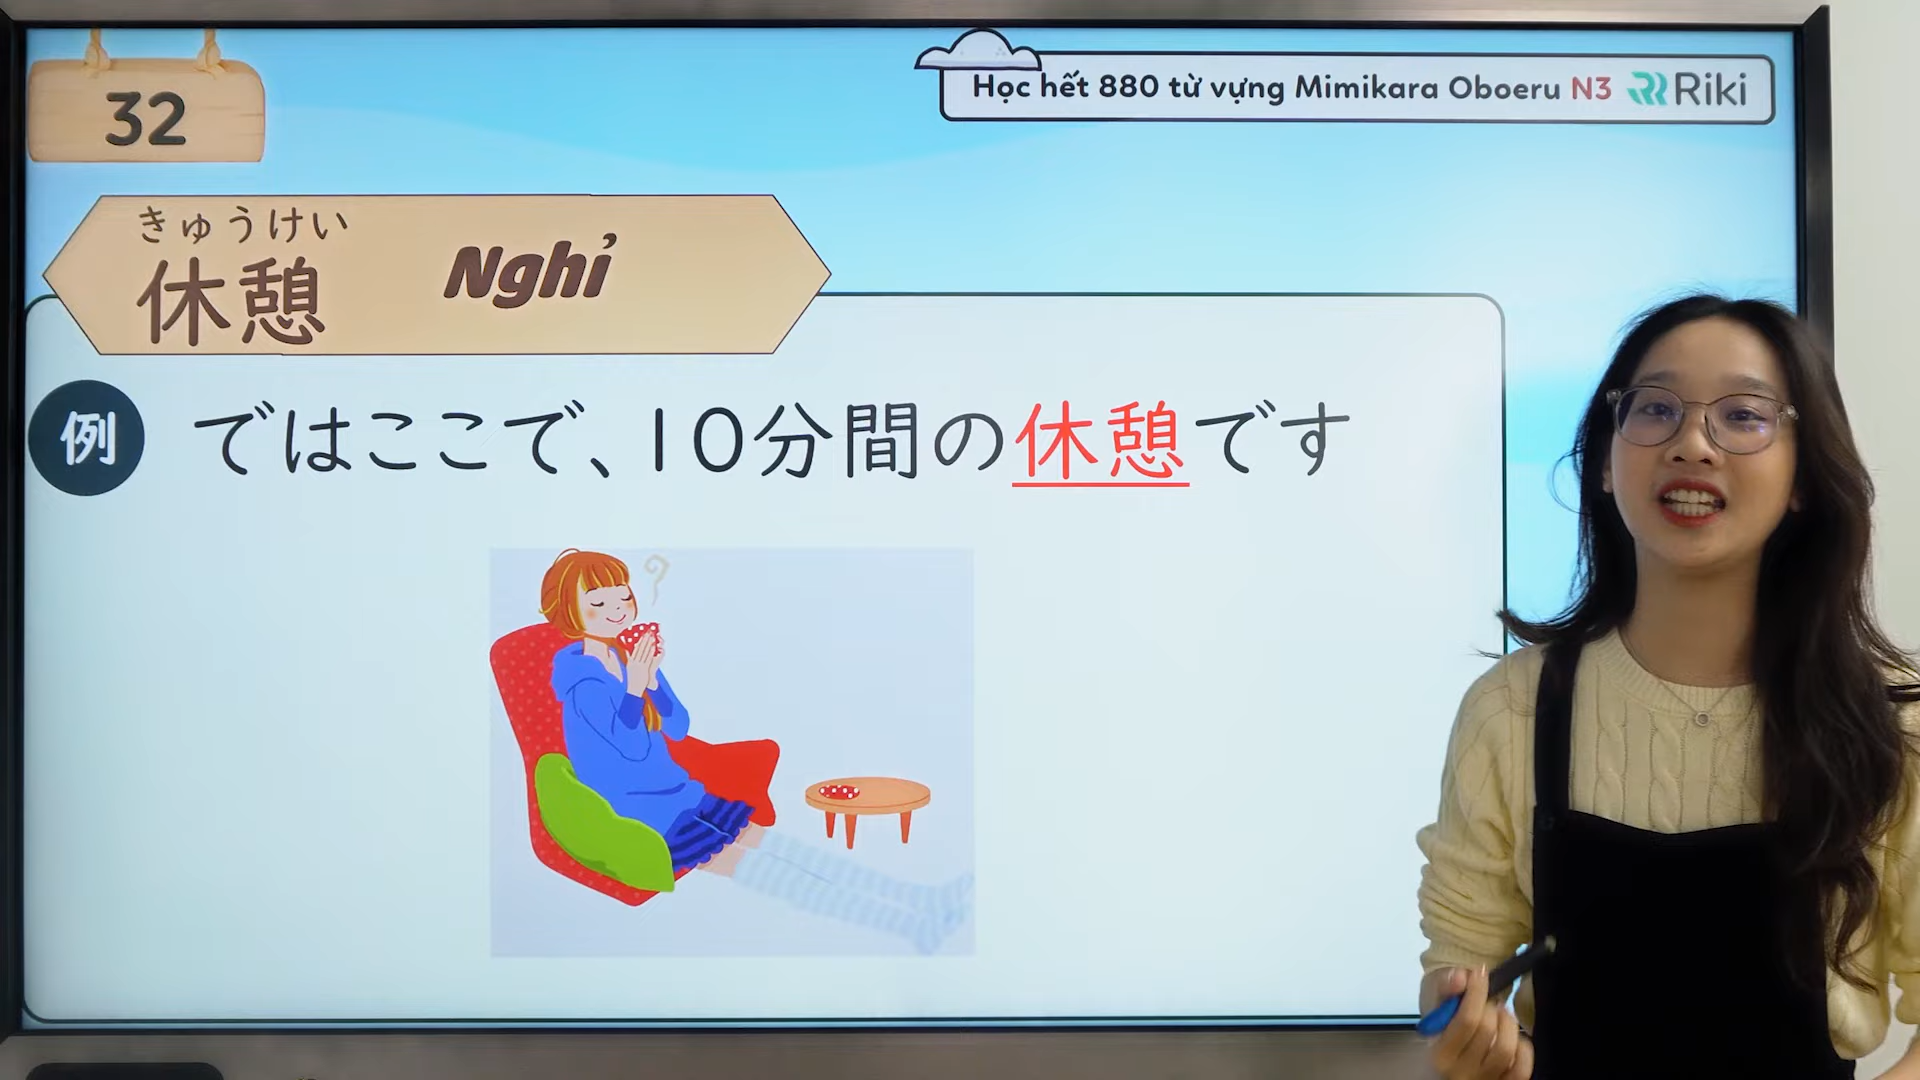 32
Học hết 880 từ vựng Mimikara Oboeru N3 Riki
きゅうけい
休憩 Nghỉ
例 ではここで、10分間の休憩です